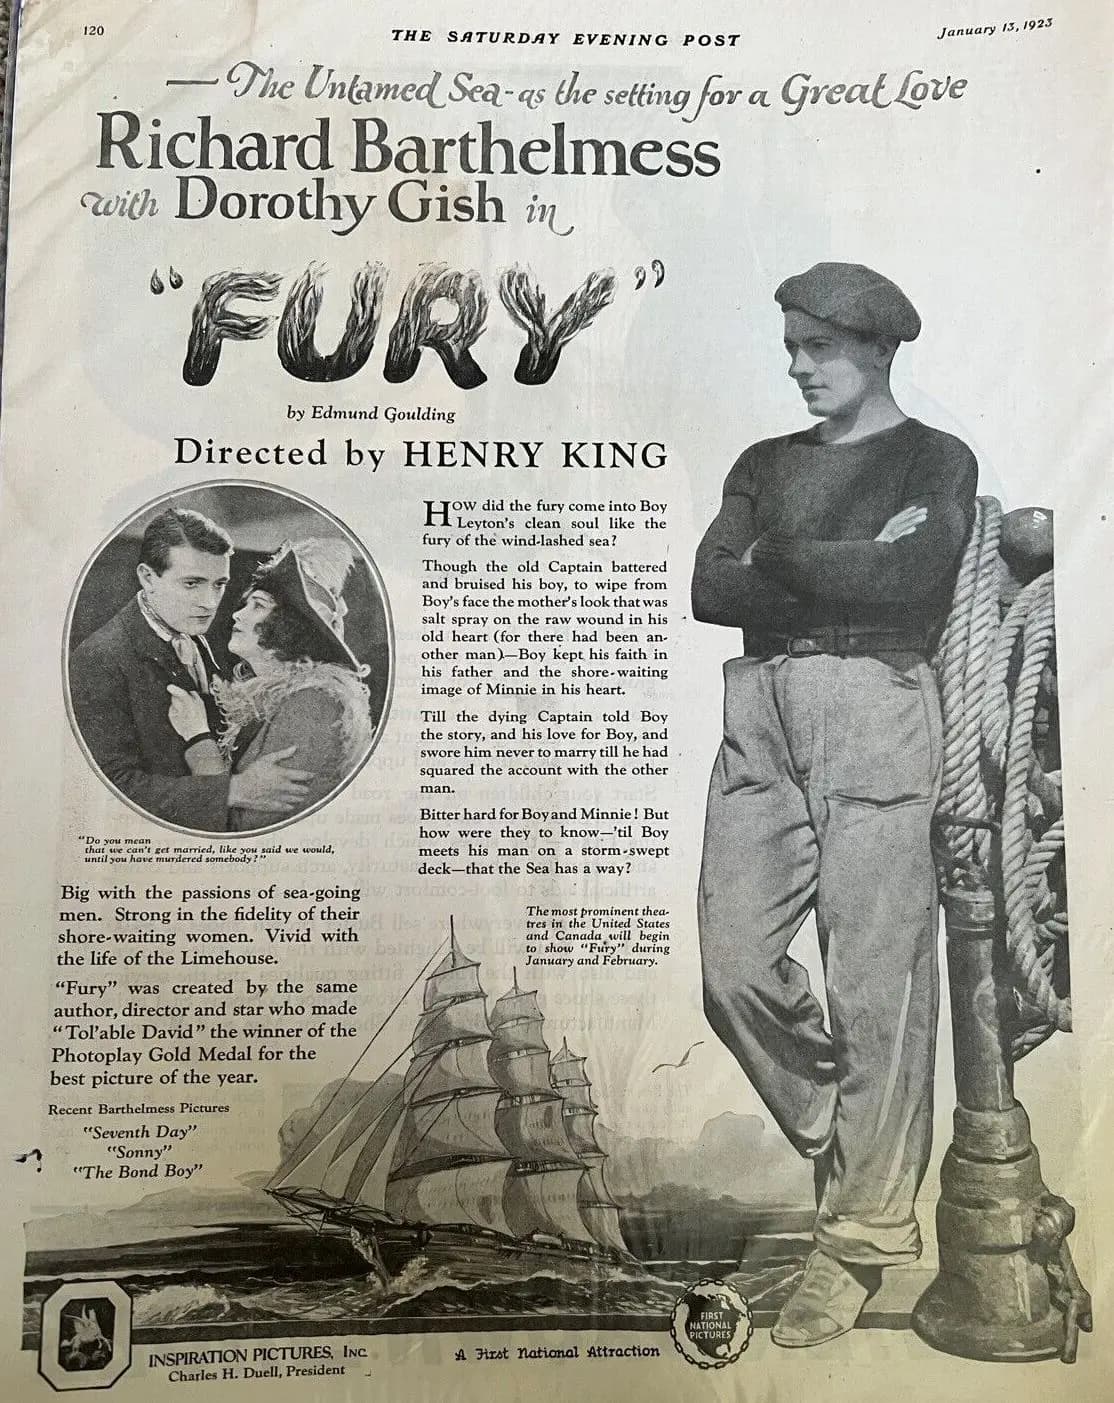 120
THE SATURDAY EVENING POST
January 13, 1923
—The Untamed Sea-as the setting for a Great Love
Richard Barthelmess
with Dorothy Gish in
"FURY"
by Edmund Goulding
Directed by HENRY KING
HOW did the fury come into Boy
Leyton's clean soul like the
fury of the wind-lashed sea?
Though the old Captain battered
and bruised his boy, to wipe from
Boy's face the mother's look that was
salt spray on the raw wound in his
old heart (for there had been an-
other man)—Boy kept his faith in
his father and the shore-waiting
image of Minnie in his heart.
Till the dying Captain told Boy
the story, and his love for Boy, and
swore him never to marry till he had
squared the account with the other
man.
Bitter hard for Boy and Minnie! But
how were they to know—'til Boy
meets his man on a storm-swept
deck—that the Sea has a way?
"Do you mean
that we can't get married, like you said we would,
until you have murdered somebody?"
Big with the passions of sea-going
men. Strong in the fidelity of their
shore-waiting women. Vivid with
the life of the Limehouse.
"Fury" was created by the same
author, director and star who made
"Tol'able David" the winner of the
Photoplay Gold Medal for the
best picture of the year.
Recent Barthelmess Pictures
"Seventh Day"
"Sonny"
"The Bond Boy"
The most prominent thea-
tres in the United States
and Canada will begin
to show "Fury" during
January and February.
INSPIRATION PICTURES, INC.
Charles H. Duell, President
A First National Attraction
FIRST
NATIONAL
PICTURES